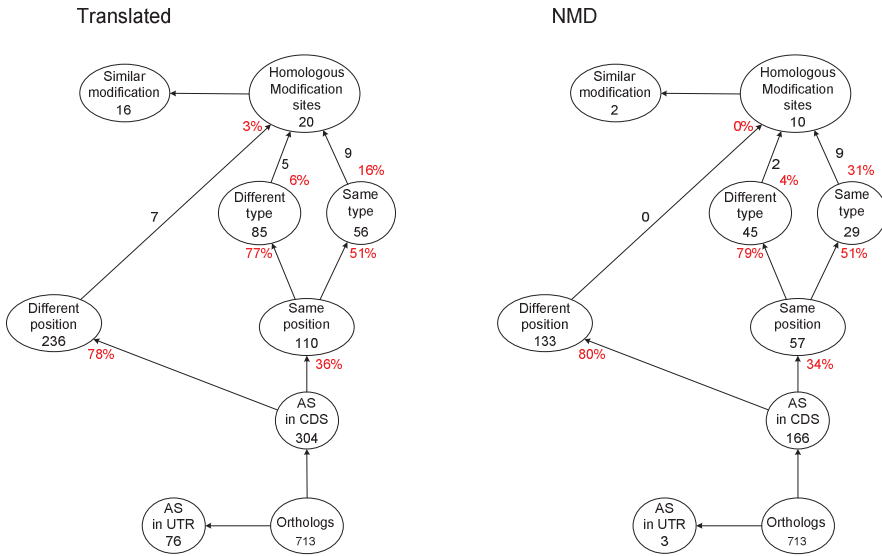 Translated
Similar
modification
16
Homologous
Modification
sites
20
3%
5
6%
9
16%
7
Different
type
85
77%
Same
type
56
51%
Different
position
236
78%
Same
position
110
36%
AS
in CDS
304
AS
in UTR
76
Orthologs
713
NMD
Similar
modification
2
Homologous
Modification
sites
10
0%
2
4%
9
31%
0
Different
type
45
79%
Same
type
29
51%
Different
position
133
80%
Same
position
57
34%
AS
in CDS
166
AS
in UTR
3
Orthologs
713